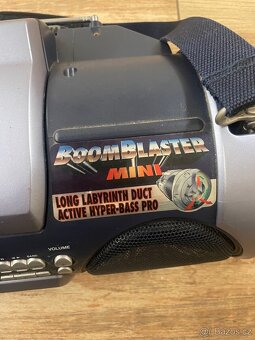 BOOMBLASTER
MINI
LONG LABYRINTH DUCT
ACTIVE HYPER-BASS PRO
VOLUME